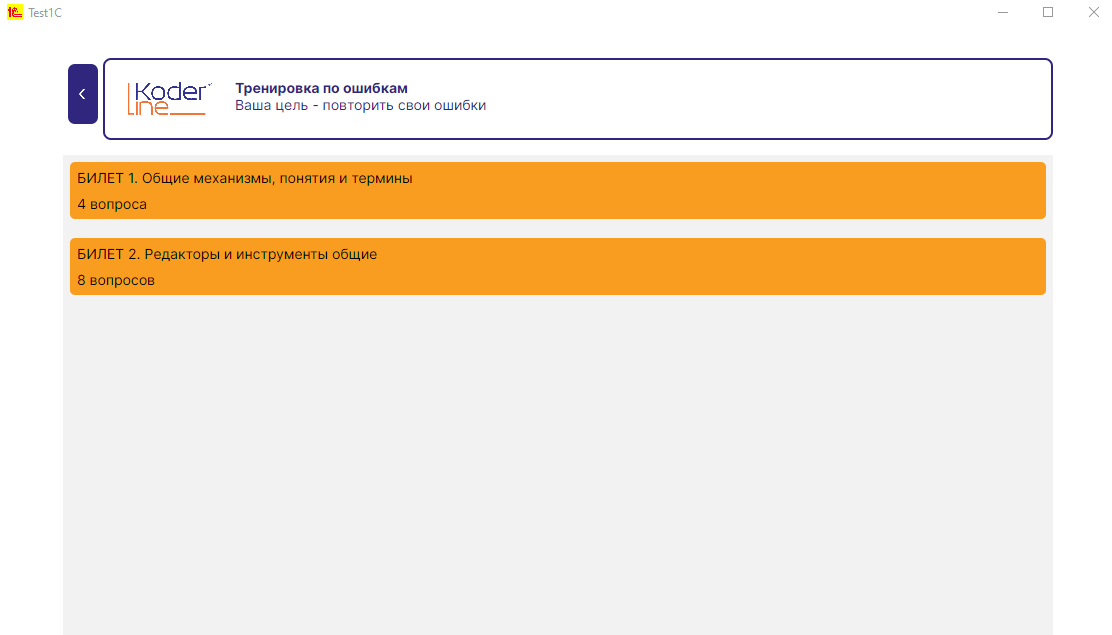 Test1C
Koder
line
Тренировка по ошибкам
Ваша цель - повторить свои ошибки
БИЛЕТ 1. Общие механизмы, понятия и термины
4 вопроса
БИЛЕТ 2. Редакторы и инструменты общие
8 вопросов